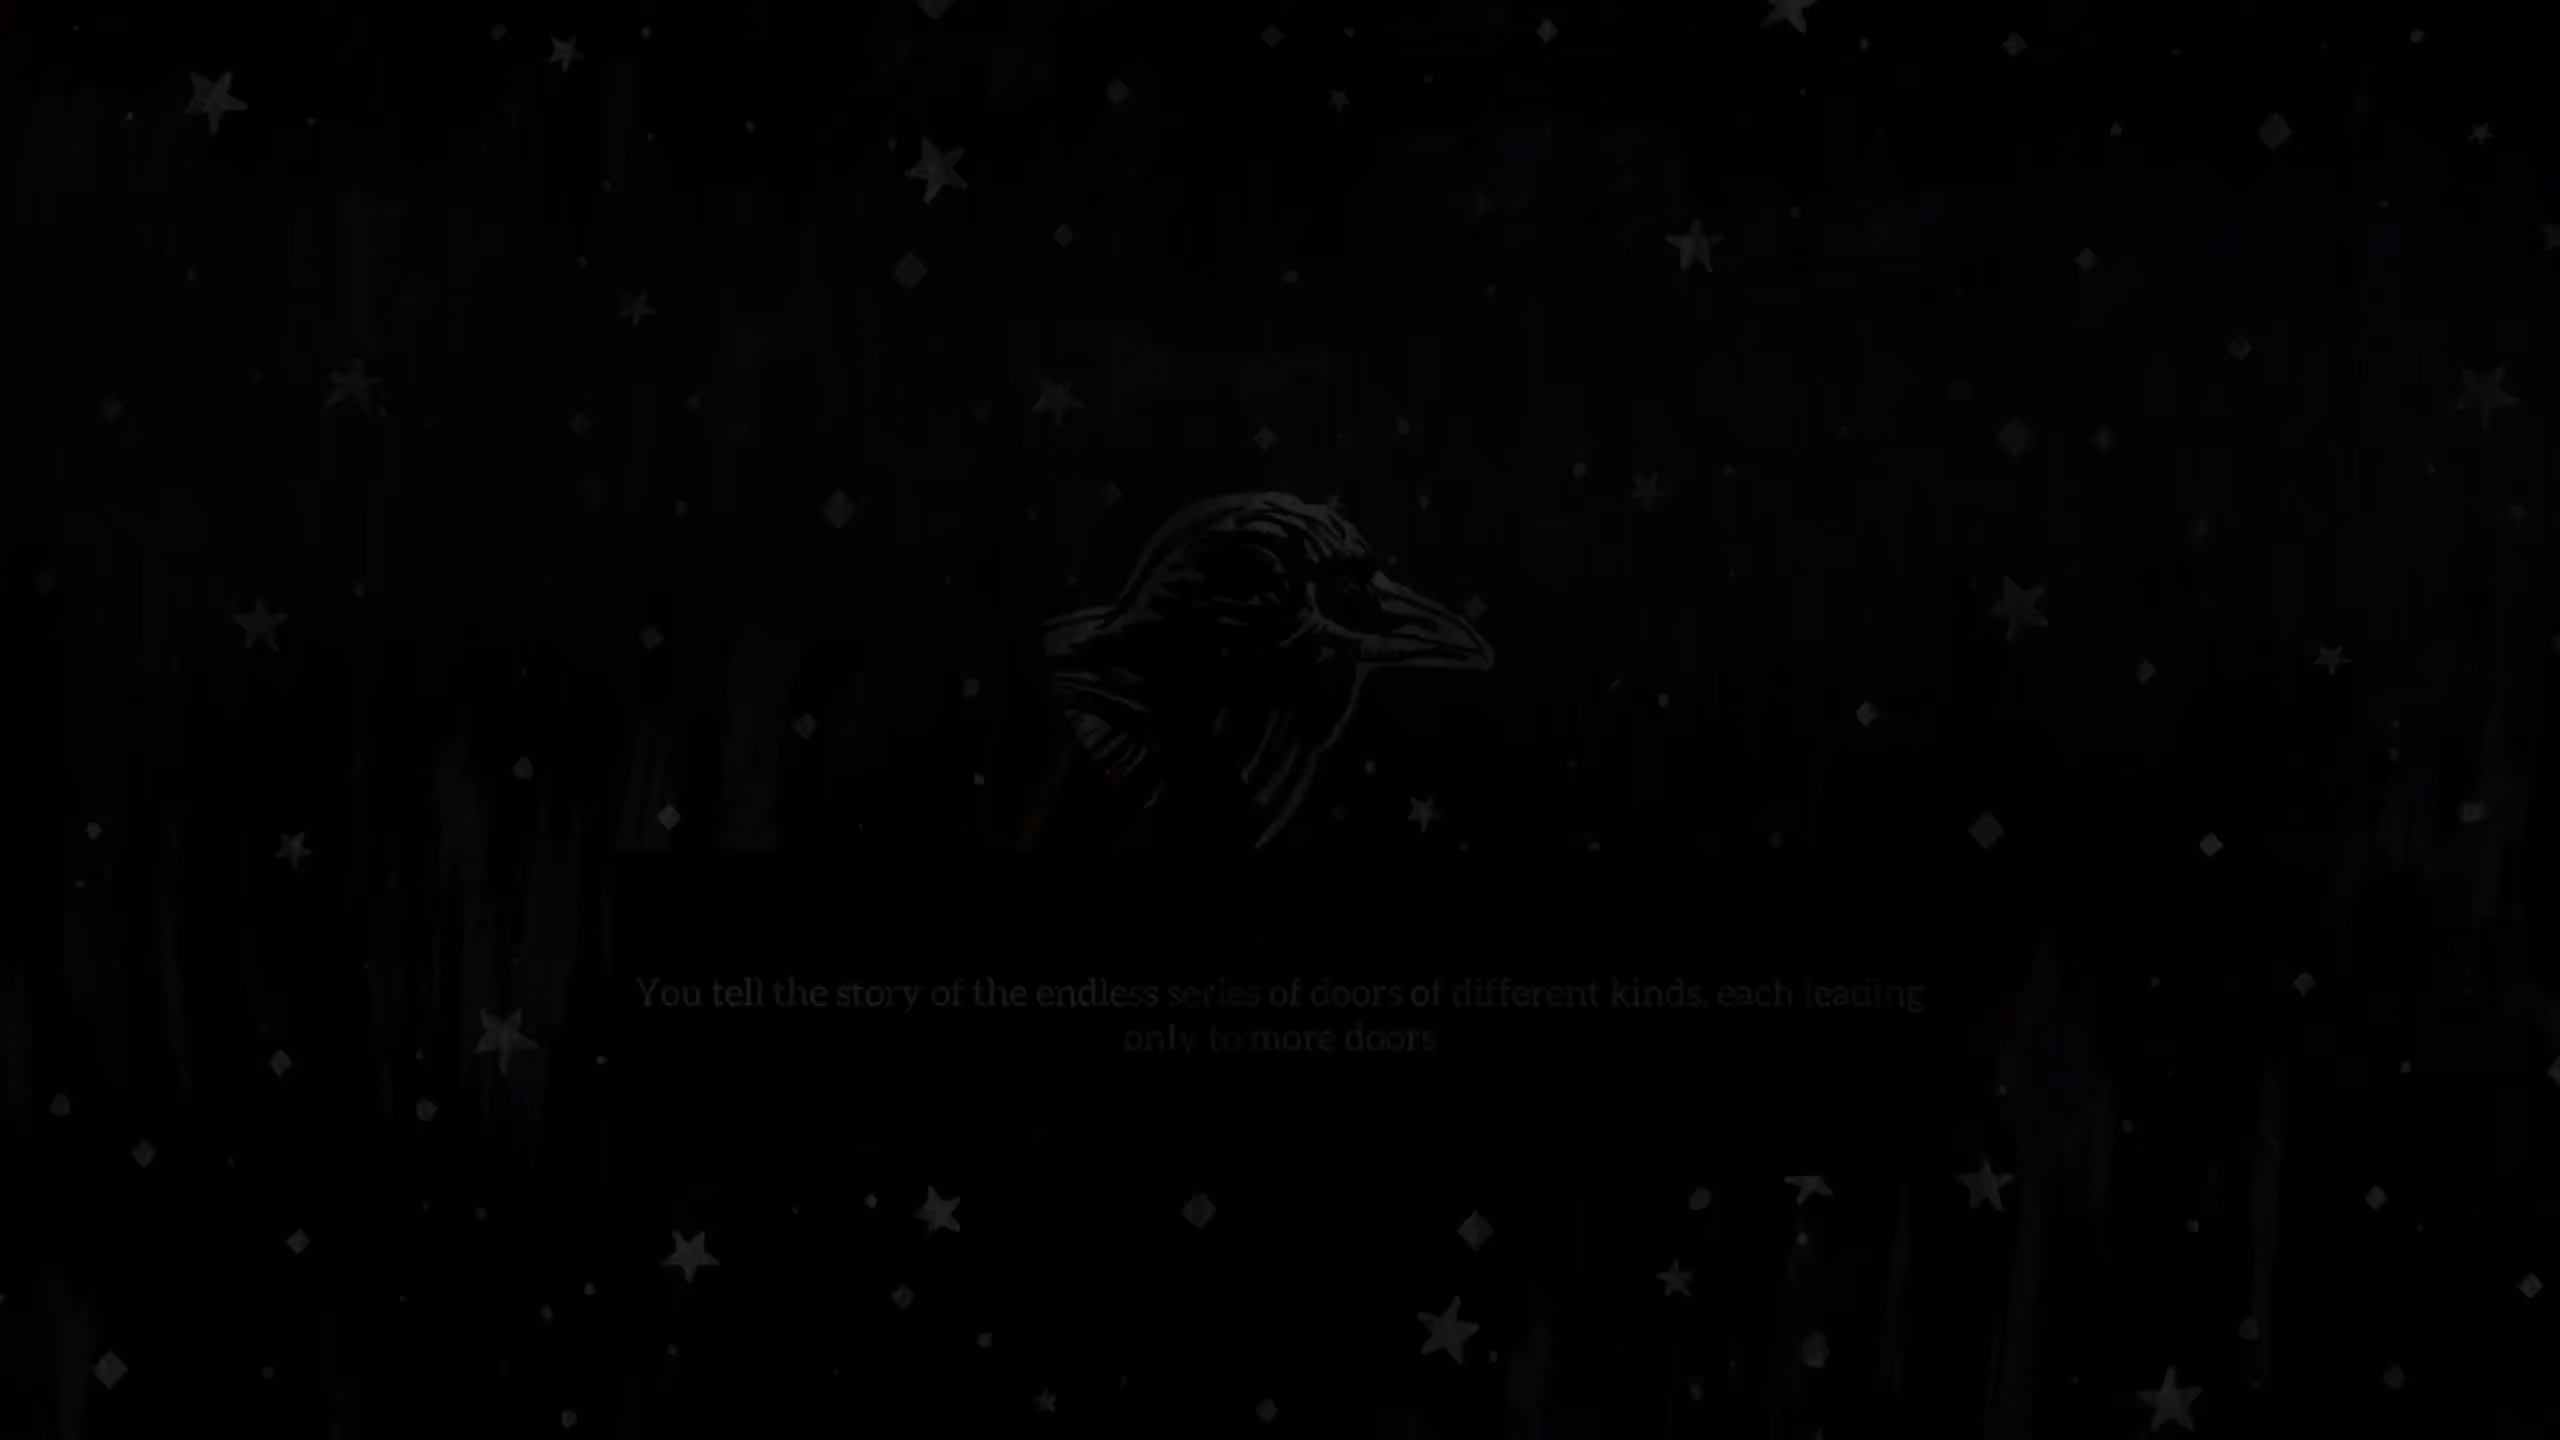 You tell the story of the endless series of doors of different kinds, each leading
only to more doors